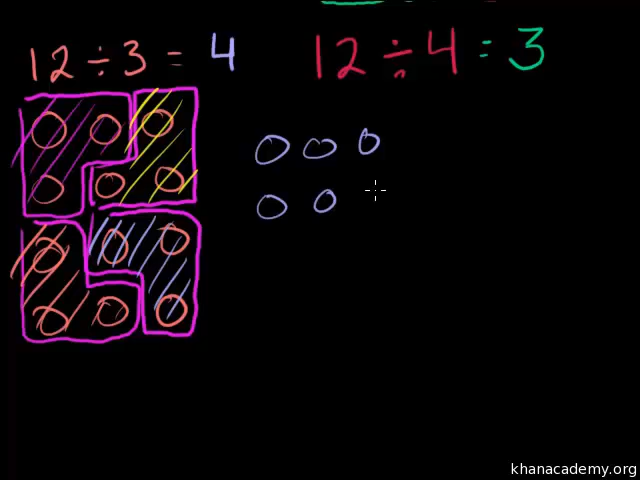 12 ÷ 3 = 4
12 ÷ 4 = 3
khanacademy.org